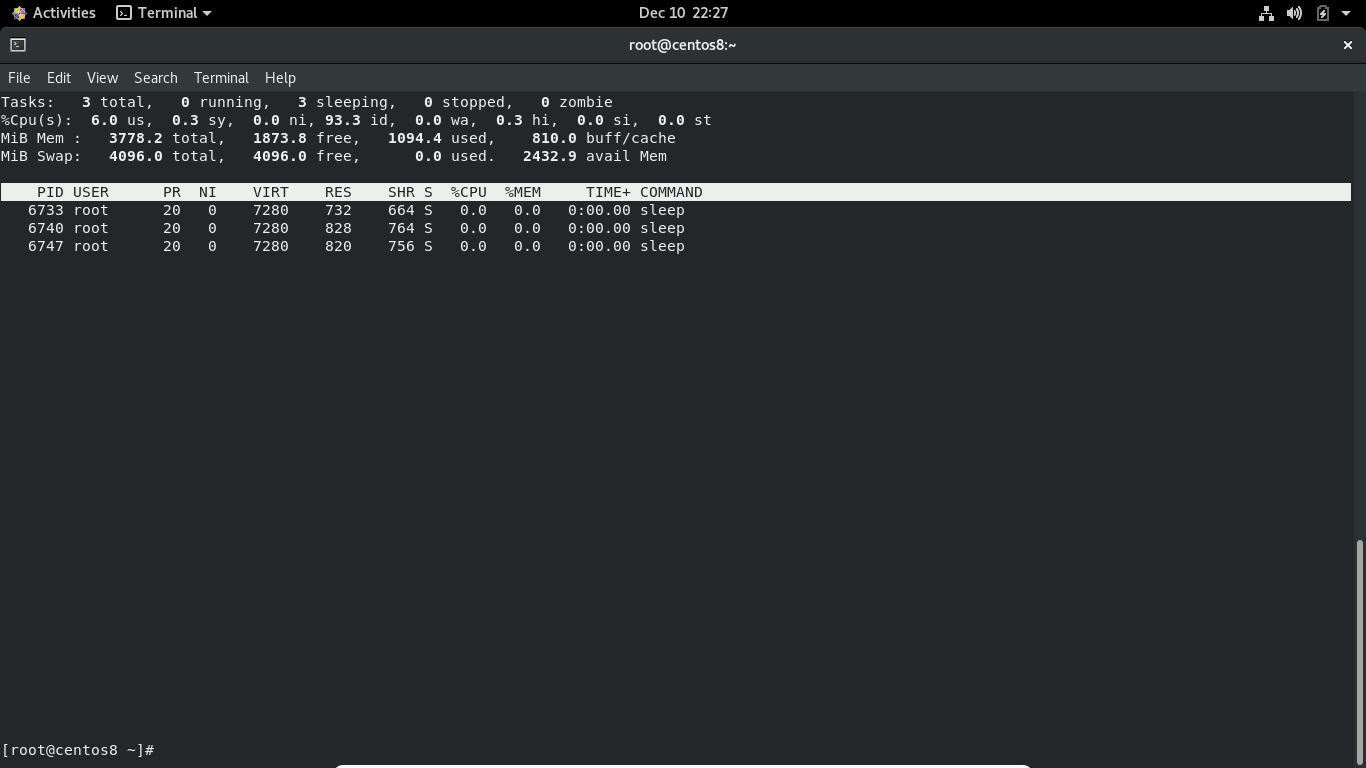 Activities Terminal Dec 10 22:27
root@centos8:~
File Edit View Search Terminal Help
Tasks:   3 total,   0 running,   3 sleeping,   0 stopped,   0 zombie
%Cpu(s):  6.0 us,  0.3 sy,  0.0 ni, 93.3 id,  0.0 wa,  0.3 hi,  0.0 si,  0.0 st
MiB Mem :   3778.2 total,   1873.8 free,   1094.4 used,    810.0 buff/cache
MiB Swap:   4096.0 total,   4096.0 free,      0.0 used.   2432.9 avail Mem
    PID USER      PR  NI    VIRT    RES    SHR S  %CPU  %MEM     TIME+ COMMAND
   6733 root      20   0    7280    732    664 S   0.0   0.0   0:00.00 sleep
   6740 root      20   0    7280    828    764 S   0.0   0.0   0:00.00 sleep
   6747 root      20   0    7280    820    756 S   0.0   0.0   0:00.00 sleep
[root@centos8 ~]#